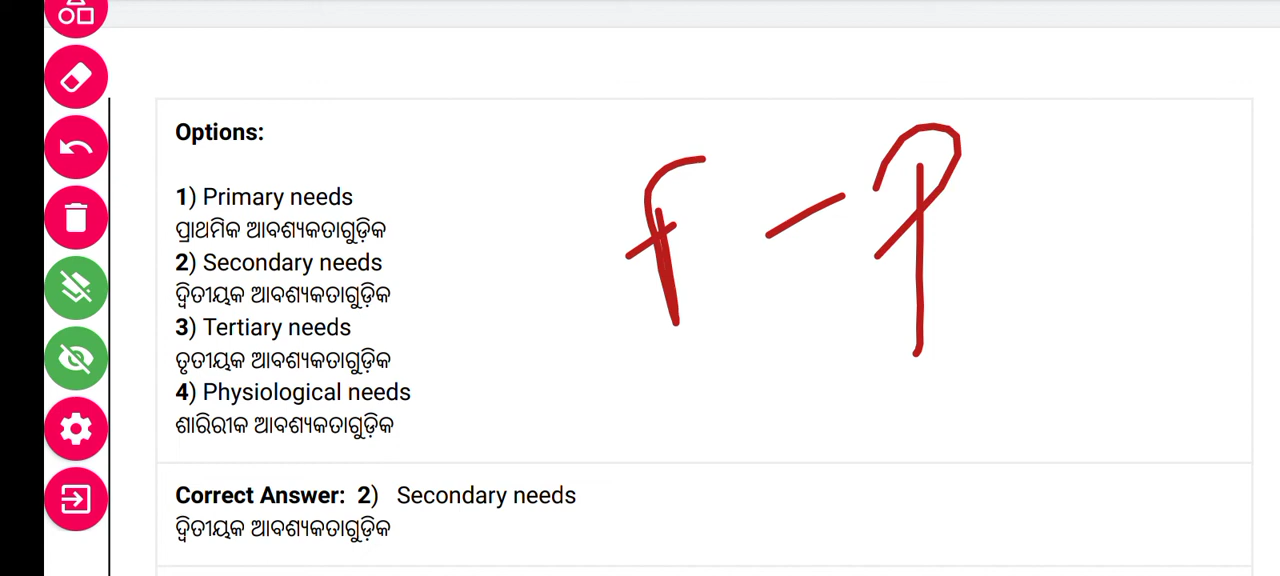 Options:
1) Primary needs
ପ୍ରାଥମିକ ଆବଶ୍ୟକତାଗୁଡ଼ିକ
2) Secondary needs
ଦ୍ୱିତୀୟକ ଆବଶ୍ୟକତାଗୁଡ଼ିକ
3) Tertiary needs
ତୃତୀୟକ ଆବଶ୍ୟକତାଗୁଡ଼ିକ
4) Physiological needs
ଶାରିରୀକ ଆବଶ୍ୟକତାଗୁଡ଼ିକ
f - P
Correct Answer: 2) Secondary needs
ଦ୍ୱିତୀୟକ ଆବଶ୍ୟକତାଗୁଡ଼ିକ